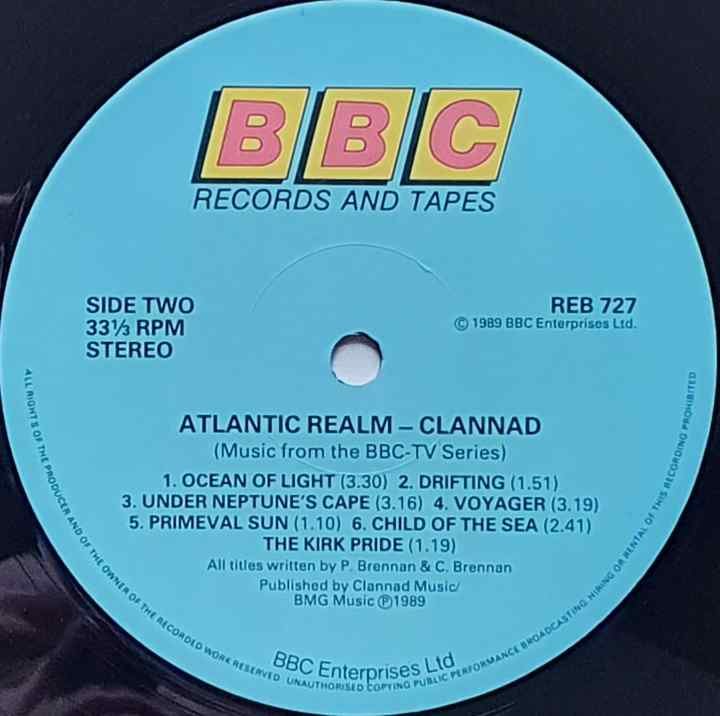 BBC
RECORDS AND TAPES
SIDE TWO
33⅓ RPM
STEREO
REB 727
© 1989 BBC Enterprises Ltd.
ATLANTIC REALM – CLANNAD
(Music from the BBC-TV Series)
1. OCEAN OF LIGHT (3.30) 2. DRIFTING (1.51)
3. UNDER NEPTUNE'S CAPE (3.16) 4. VOYAGER (3.19)
5. PRIMEVAL SUN (1.10) 6. CHILD OF THE SEA (2.41)
THE KIRK PRIDE (1.19)
All titles written by P. Brennan & C. Brennan
Published by Clannad Music/
BMG Music Ⓟ1989
BBC Enterprises Ltd
ALL RIGHTS OF THE PRODUCER AND OF THE OWNER OF THE RECORDED WORK RESERVED. UNAUTHORISED COPYING PUBLIC PERFORMANCE BROADCASTING, HIRING OR RENTAL OF THIS RECORDING PROHIBITED